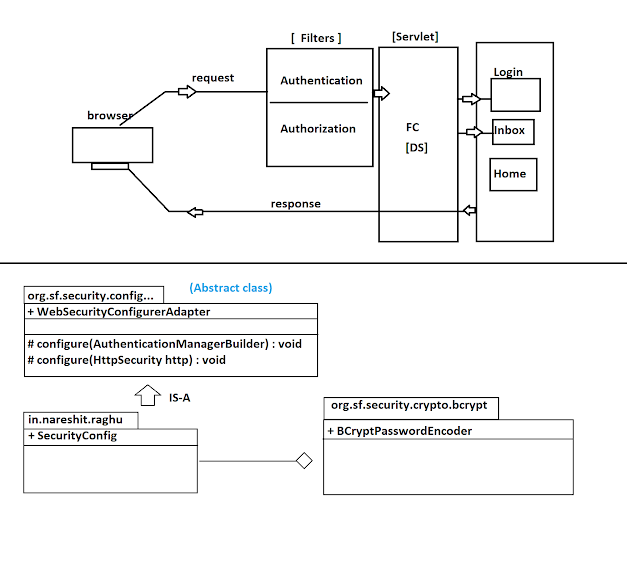 [ Filters ]
[Servlet]
request
Authentication
Login
browser
Authorization
FC
[DS]
Inbox
Home
response
(Abstract class)
org.sf.security.config...
+ WebSecurityConfigurerAdapter
# configure(AuthenticationManagerBuilder) : void
# configure(HttpSecurity http) : void
IS-A
in.nareshit.raghu
+ SecurityConfig
org.sf.security.crypto.bcrypt
+ BCryptPasswordEncoder